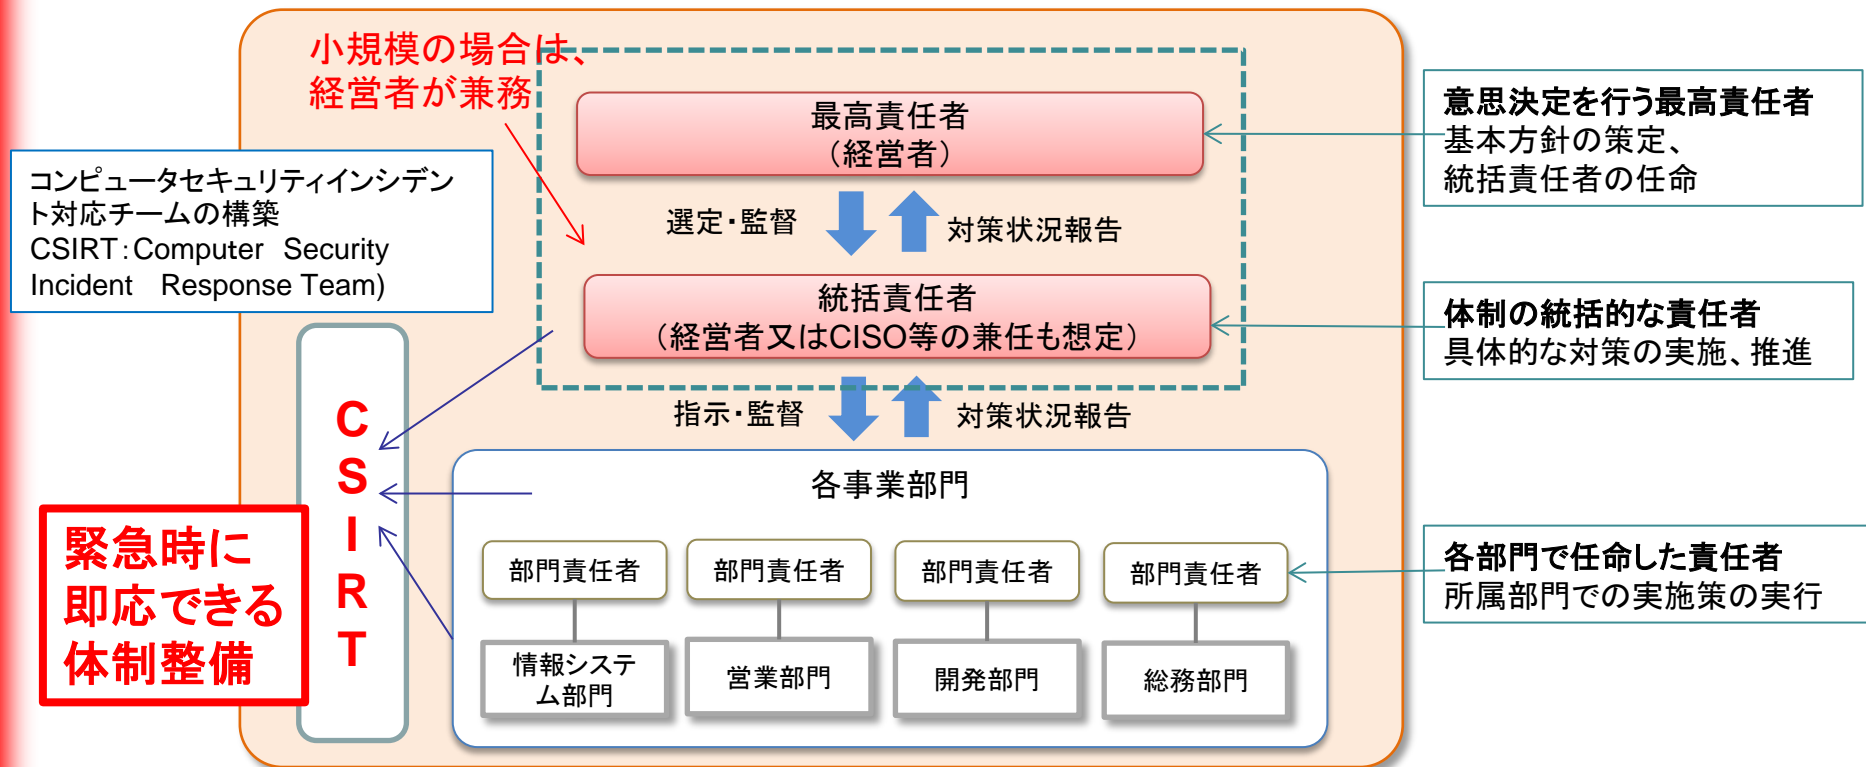 小規模の場合は、
経営者が兼務
最高責任者
（経営者）
意思決定を行う最高責任者
基本方針の策定、
統括責任者の任命
コンピュータセキュリティインシデン
ト対応チームの構築
CSIRT：Computer　Security
Incident　Response Team)
選定・監督
対策状況報告
統括責任者
（経営者又はCISO等の兼任も想定）
体制の統括的な責任者
具体的な対策の実施、推進
指示・監督
対策状況報告
C
S
I
R
T
緊急時に
即応できる
体制整備
各事業部門
部門責任者
部門責任者
部門責任者
部門責任者
各部門で任命した責任者
所属部門での実施策の実行
情報システ
ム部門
営業部門
開発部門
総務部門